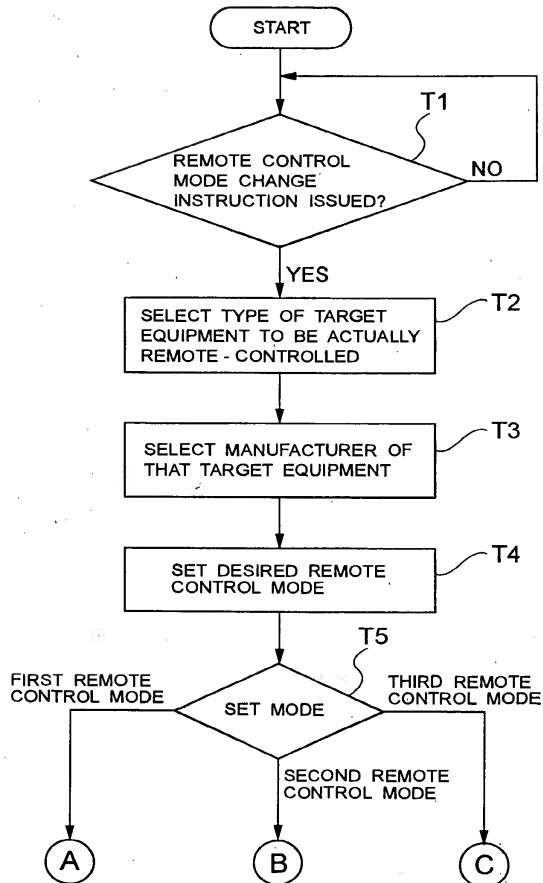 START
T1
REMOTE CONTROL
MODE CHANGE
INSTRUCTION ISSUED?
NO
YES
T2
SELECT TYPE OF TARGET
EQUIPMENT TO BE ACTUALLY
REMOTE-CONTROLLED
T3
SELECT MANUFACTURER OF
THAT TARGET EQUIPMENT
T4
SET DESIRED REMOTE
CONTROL MODE
T5
FIRST REMOTE
CONTROL MODE
SET MODE
THIRD REMOTE
CONTROL MODE
SECOND REMOTE
CONTROL MODE
A
B
C